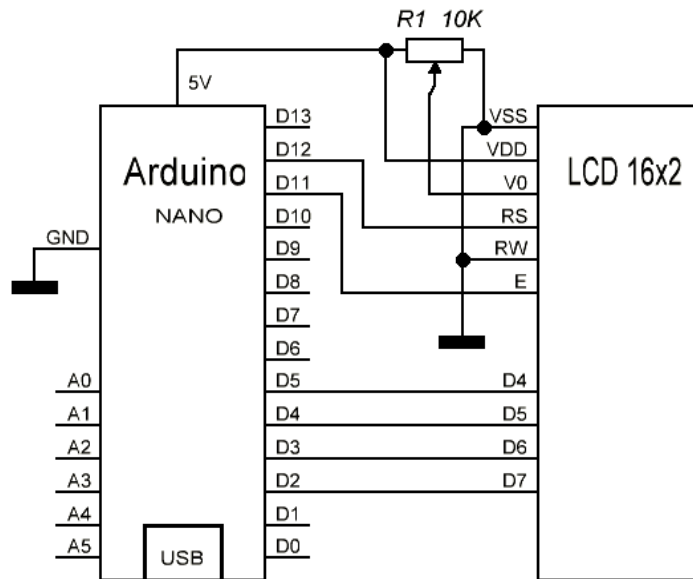 R1 10K
5V
D13
VSS
D12
VDD
Arduino
D11
V0
LCD 16x2
NANO
D10
RS
GND
D9
RW
D8
E
D7
D6
A0
D5
D4
A1
D4
D5
A2
D3
D6
A3
D2
D7
A4
D1
A5
USB
D0